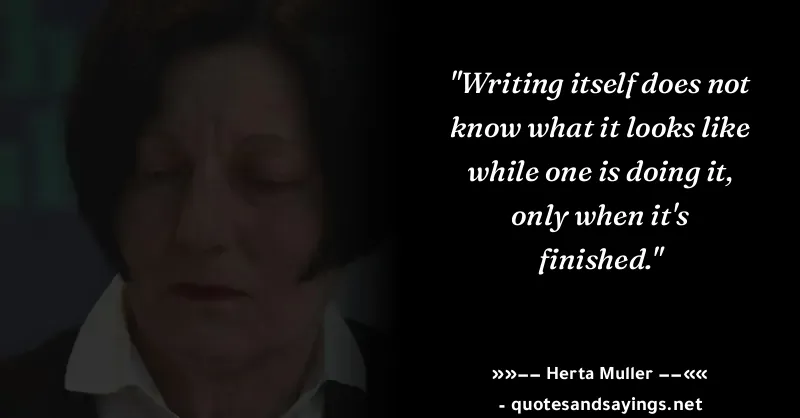 "Writing itself does not
know what it looks like
while one is doing it,
only when it's
finished."
»»−− Herta Muller −−««
- quotesandsayings.net